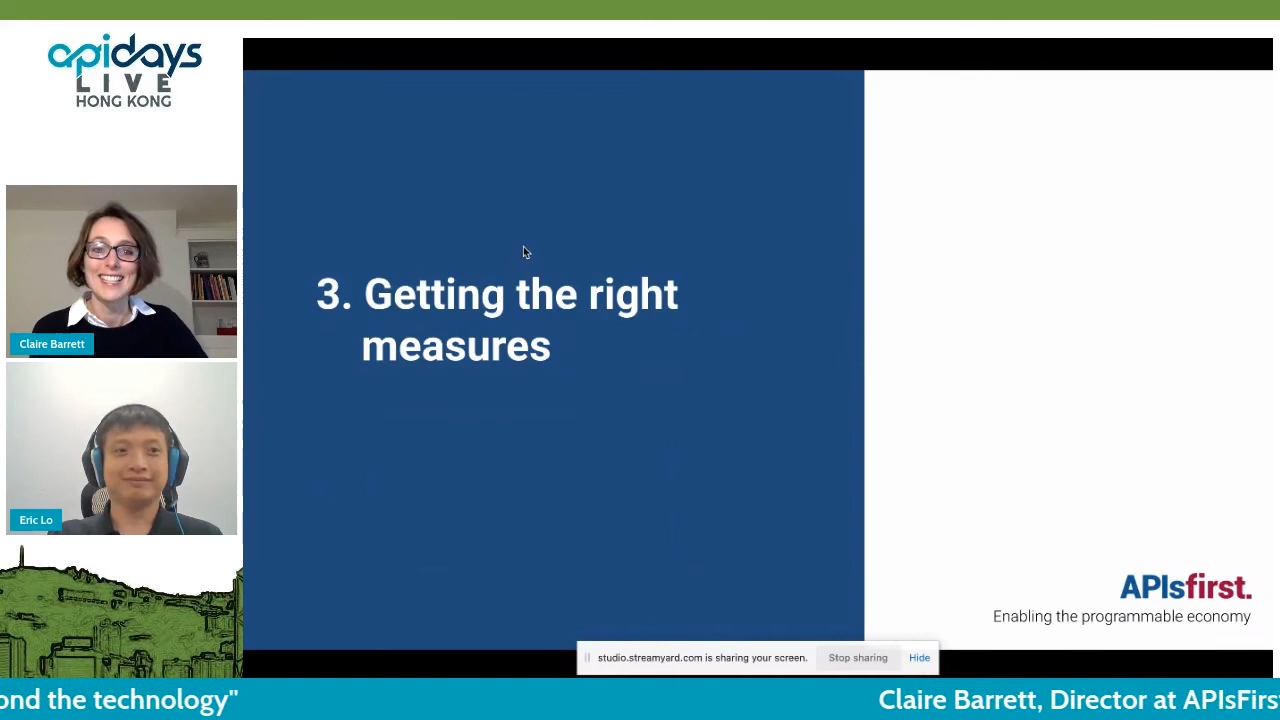 apidays
LIVE
HONG KONG
Claire Barrett
Eric Lo
3. Getting the right
measures
APIsfirst.
Enabling the programmable economy
studio.streamyard.com is sharing your screen.
Stop sharing
Hide
ond the technology"
Claire Barrett, Director at APIsFirs